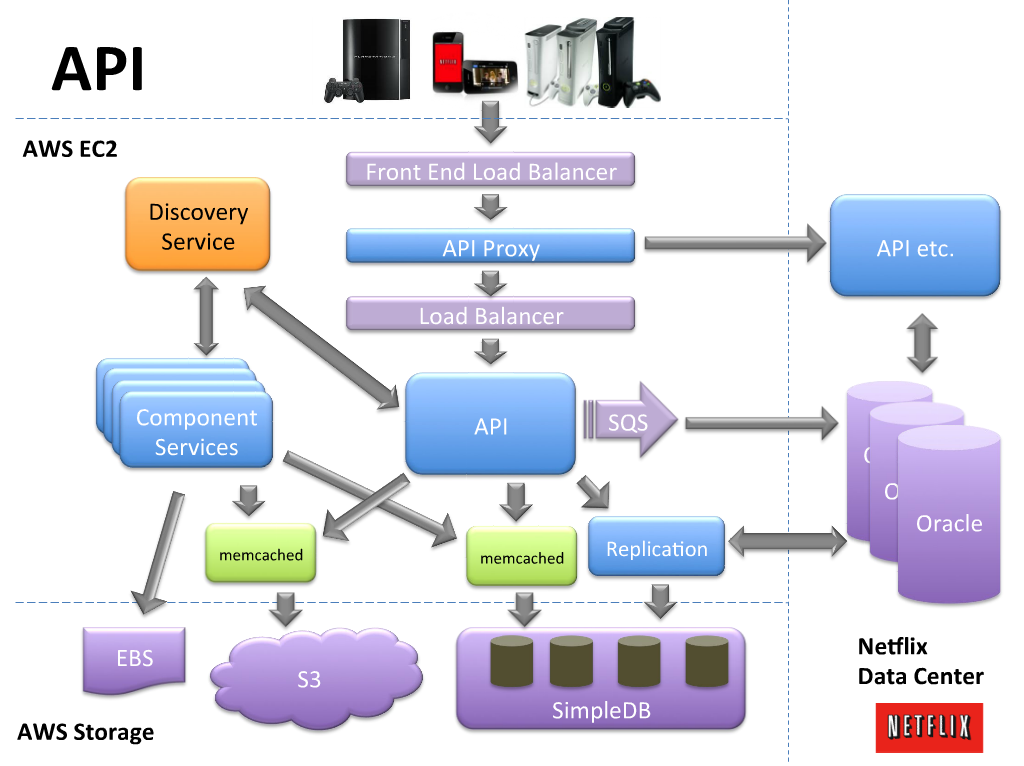 API
NETFLIX
AWS EC2
Front End Load Balancer
Discovery
Service
API Proxy
API etc.
Load Balancer
Component
Services
API
SQS
O
O
Oracle
memcached
memcached
Replication
EBS
S3
SimpleDB
AWS Storage
Netflix
Data Center
NETFLIX